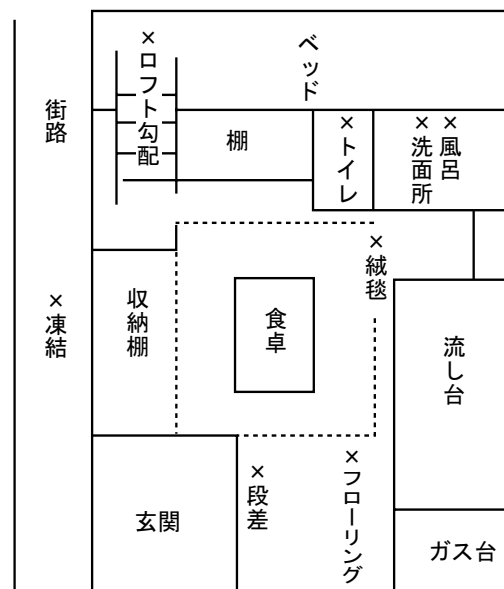 ベッド
×ロフト勾配
街路
棚
×トイレ
×風呂
×洗面所
×絨毯
×凍結
収納棚
食卓
流し台
玄関
×段差
×フローリング
ガス台